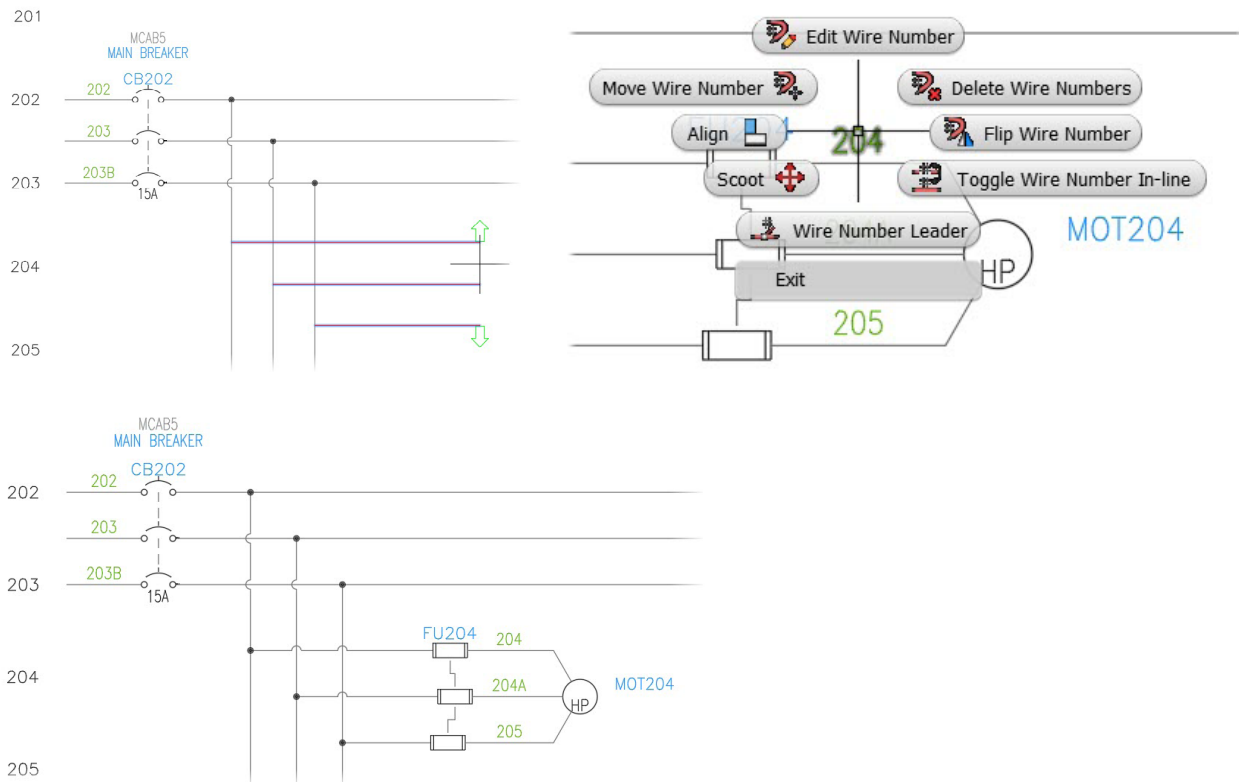 201
MCAB5
MAIN BREAKER
CB202
202
202
203
203B
203
15A
204
205
Edit Wire Number
Move Wire Number
Delete Wire Numbers
FU204
Align
204
Flip Wire Number
Scoot
Toggle Wire Number In-line
Wire Number Leader
204A
MOT204
HP
Exit
205
MCAB5
MAIN BREAKER
CB202
202
202
203
203B
203
15A
FU204
204
204
204A
MOT204
HP
205
205